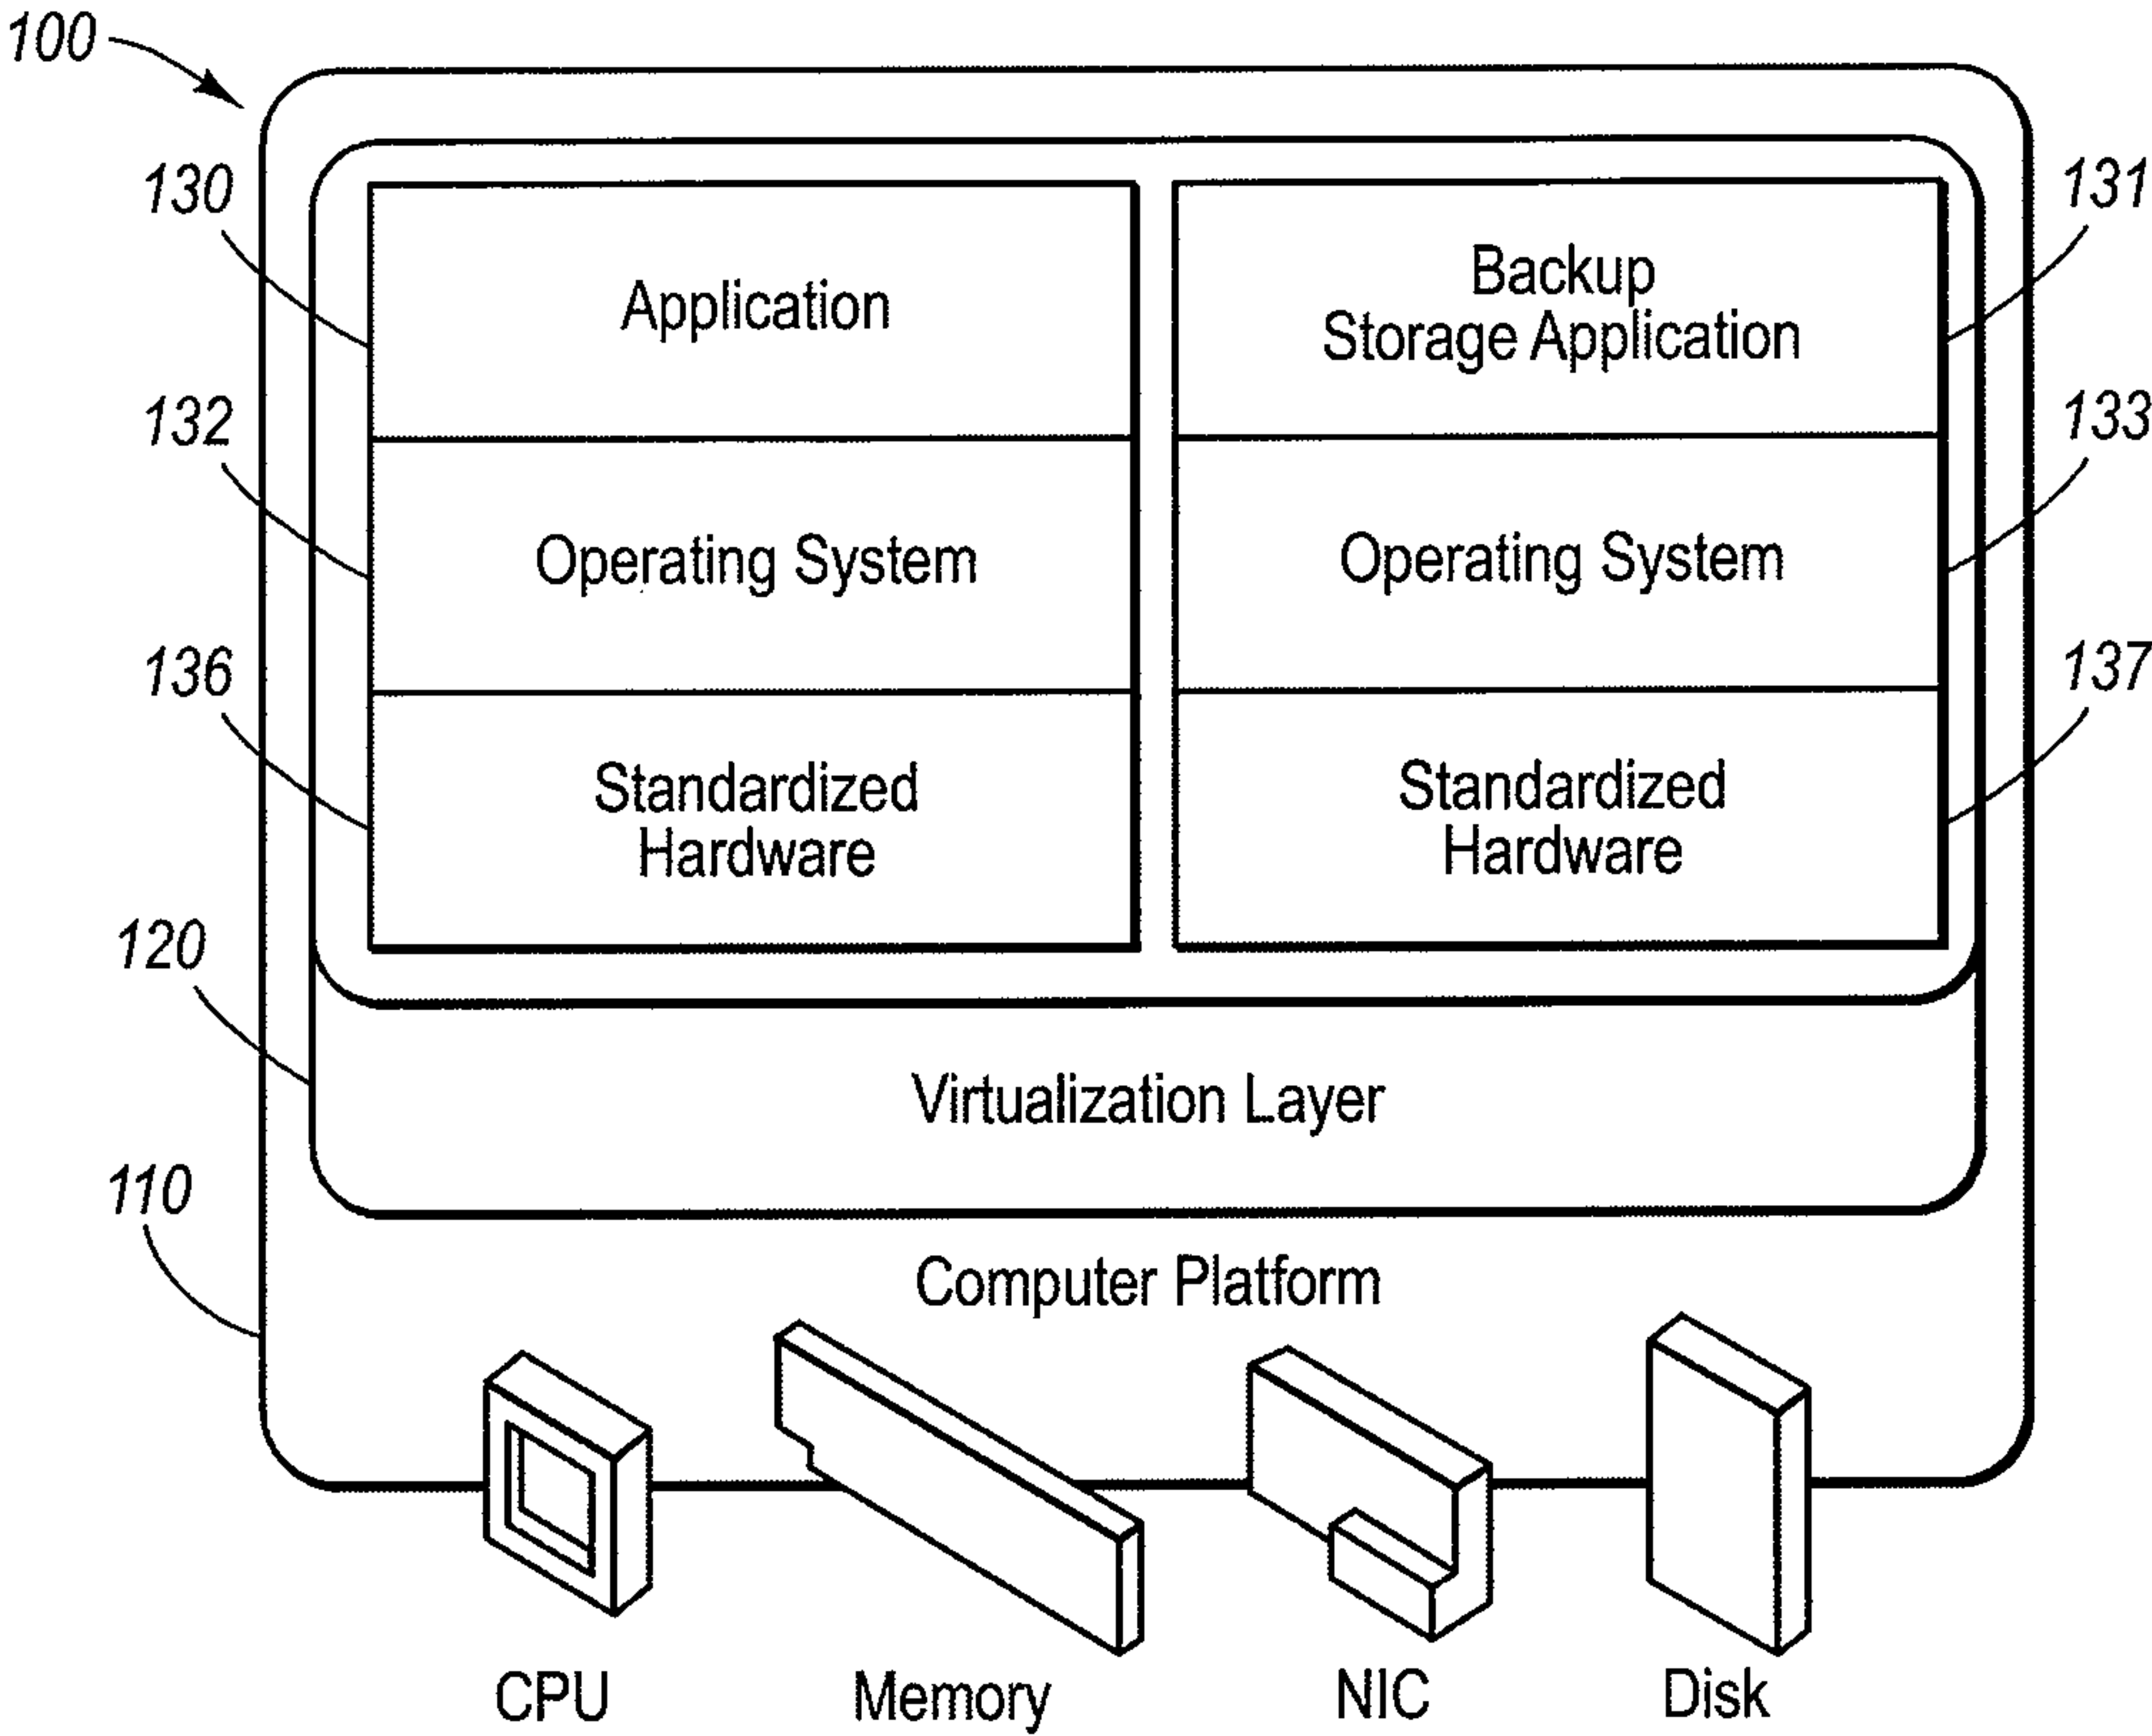 100
130
131
Application
Backup
Storage Application
132
133
Operating System
Operating System
136
137
Standardized
Hardware
Standardized
Hardware
120
Virtualization Layer
110
Computer Platform
CPU
Memory
NIC
Disk